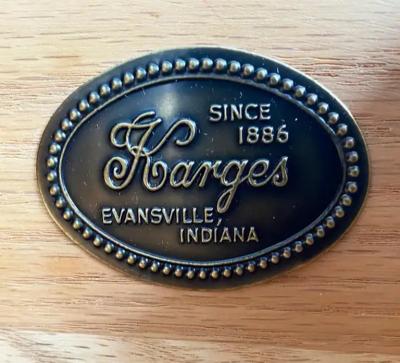 SINCE
1886
Karges
EVANSVILLE,
INDIANA